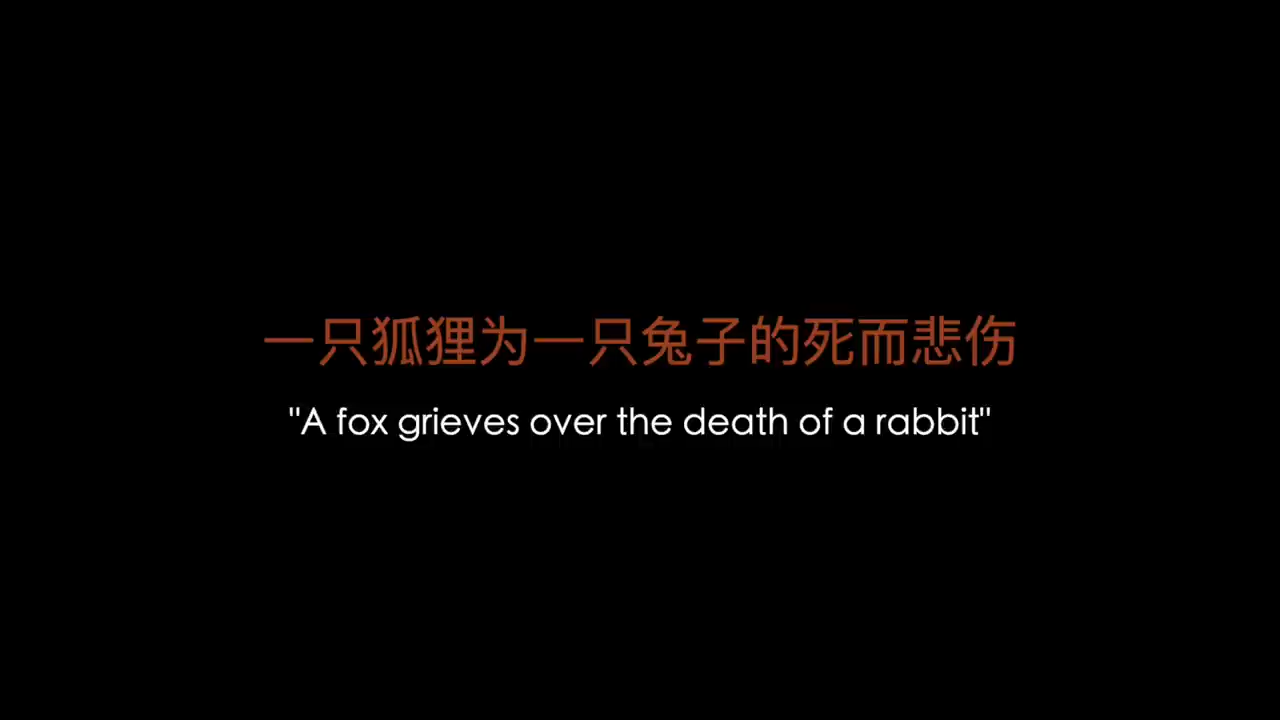 一只狐狸为一只兔子的死而悲伤
"A fox grieves over the death of a rabbit"